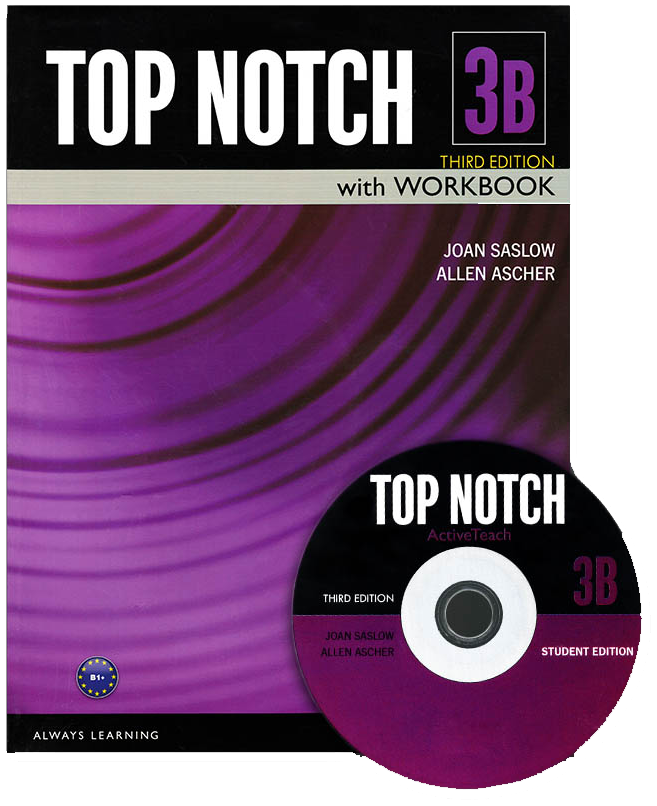 TOP NOTCH 3B
THIRD EDITION
with WORKBOOK
JOAN SASLOW
ALLEN ASCHER
B1+
ALWAYS LEARNING
TOP NOTCH
ActiveTeach
3B
THIRD EDITION
JOAN SASLOW
ALLEN ASCHER
STUDENT EDITION